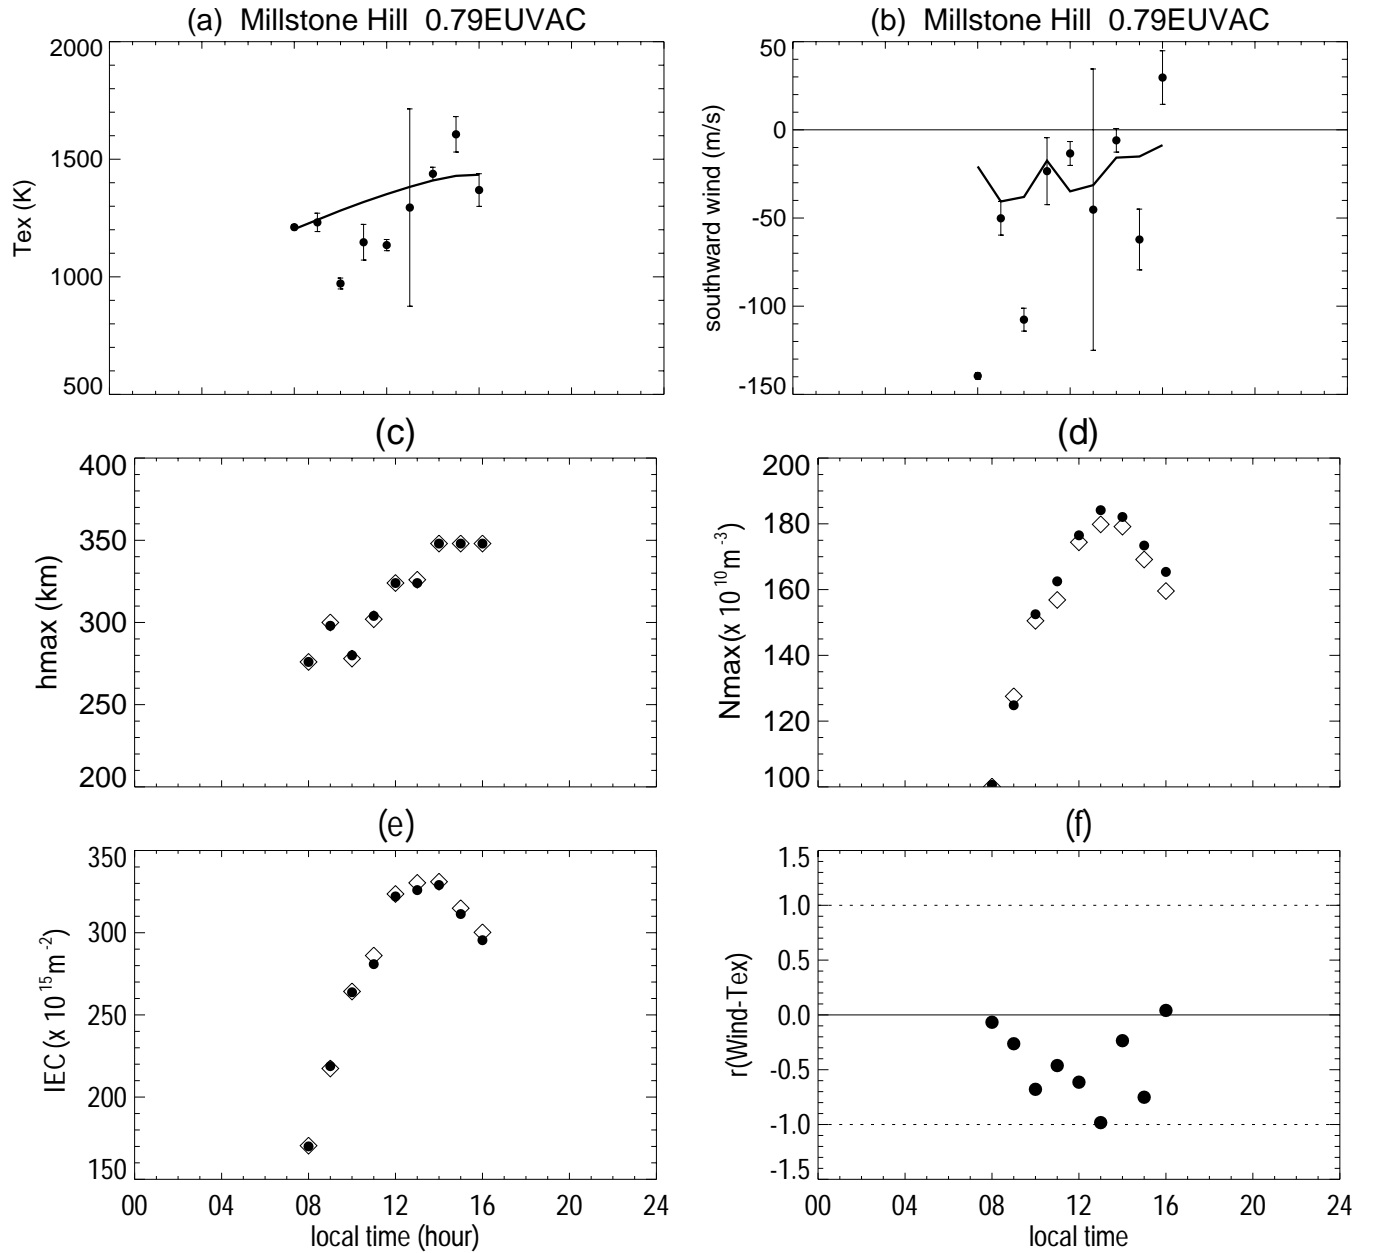 (a) Millstone Hill 0.79EUVAC
2000
1500
1000
500
Tex (K)
(b) Millstone Hill 0.79EUVAC
50
0
-50
-100
-150
southward wind (m/s)
(c)
400
350
300
250
200
hmax (km)
(d)
200
180
160
140
120
100
Nmax (x 10^10 m^-3)
(e)
350
300
250
200
150
IEC (x 10^15 m^-2)
00 04 08 12 16 20 24
local time (hour)
(f)
1.5
1.0
0.5
0.0
-0.5
-1.0
-1.5
r(Wind-Tex)
00 04 08 12 16 20 24
local time